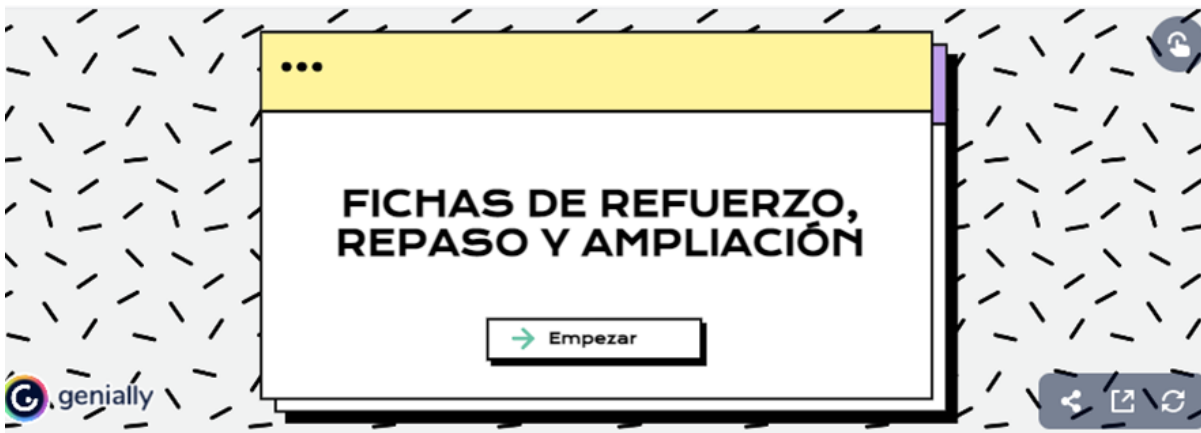 FICHAS DE REFUERZO,
REPASO Y AMPLIACIÓN
Empezar
genially